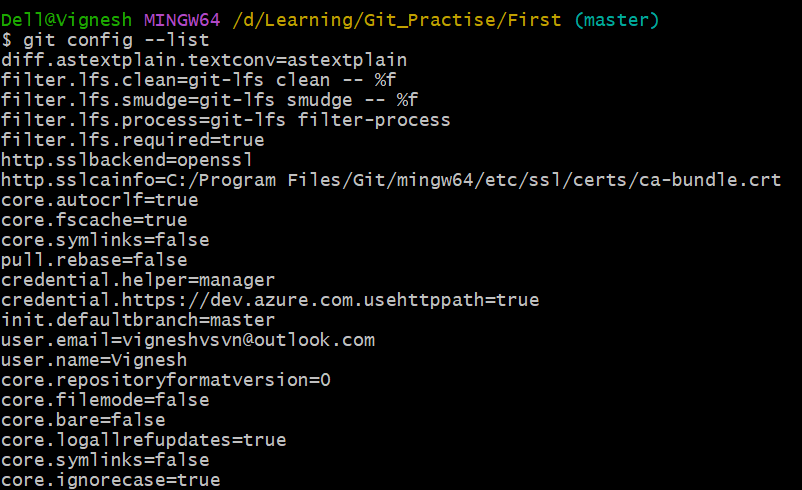 Dell@Vignesh MINGW64 /d/Learning/Git_Practise/First (master)
$ git config --list
diff.astextplain.textconv=astextplain
filter.lfs.clean=git-lfs clean -- %f
filter.lfs.smudge=git-lfs smudge -- %f
filter.lfs.process=git-lfs filter-process
filter.lfs.required=true
http.sslbackend=openssl
http.sslcainfo=C:/Program Files/Git/mingw64/etc/ssl/certs/ca-bundle.crt
core.autocrlf=true
core.fscache=true
core.symlinks=false
pull.rebase=false
credential.helper=manager
credential.https://dev.azure.com.usehttppath=true
init.defaultbranch=master
user.email=vigneshvsvn@outlook.com
user.name=Vignesh
core.repositoryformatversion=0
core.filemode=false
core.bare=false
core.logallrefupdates=true
core.symlinks=false
core.ignorecase=true